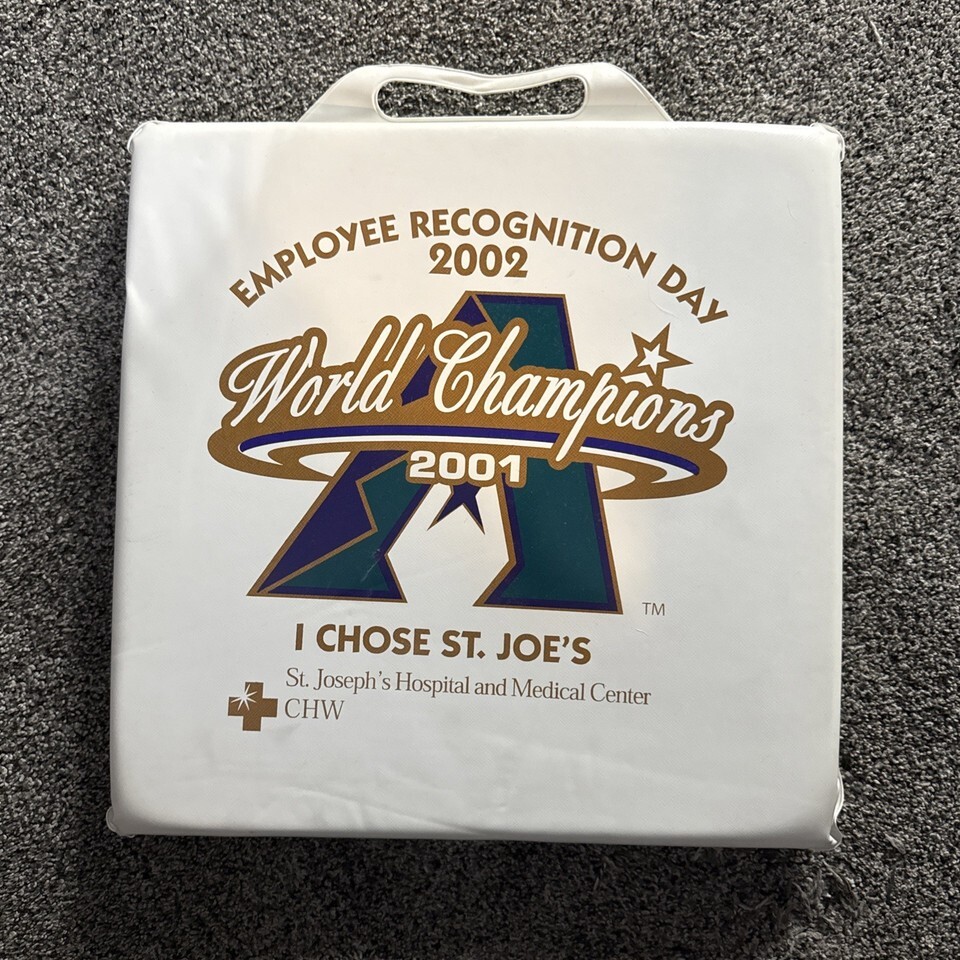 EMPLOYEE RECOGNITION DAY
2002
World Champions
2001
TM
I CHOSE ST. JOE'S
St. Joseph's Hospital and Medical Center
CHW